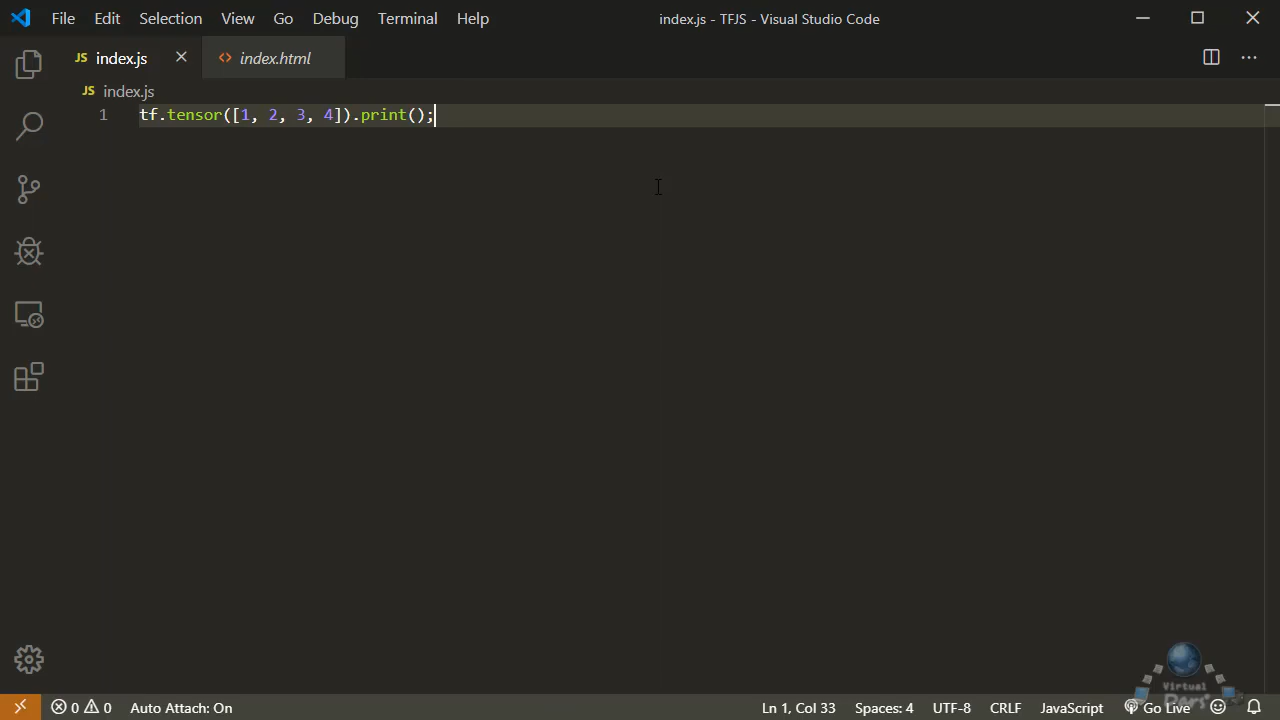 File Edit Selection View Go Debug Terminal Help
index.js - TFJS - Visual Studio Code
JS index.js
<> index.html
JS index.js
1 tf.tensor([1, 2, 3, 4]).print();
0 0 Auto Attach: On
Ln 1, Col 33 Spaces: 4 UTF-8 CRLF JavaScript Go Live
Virtual
Pars